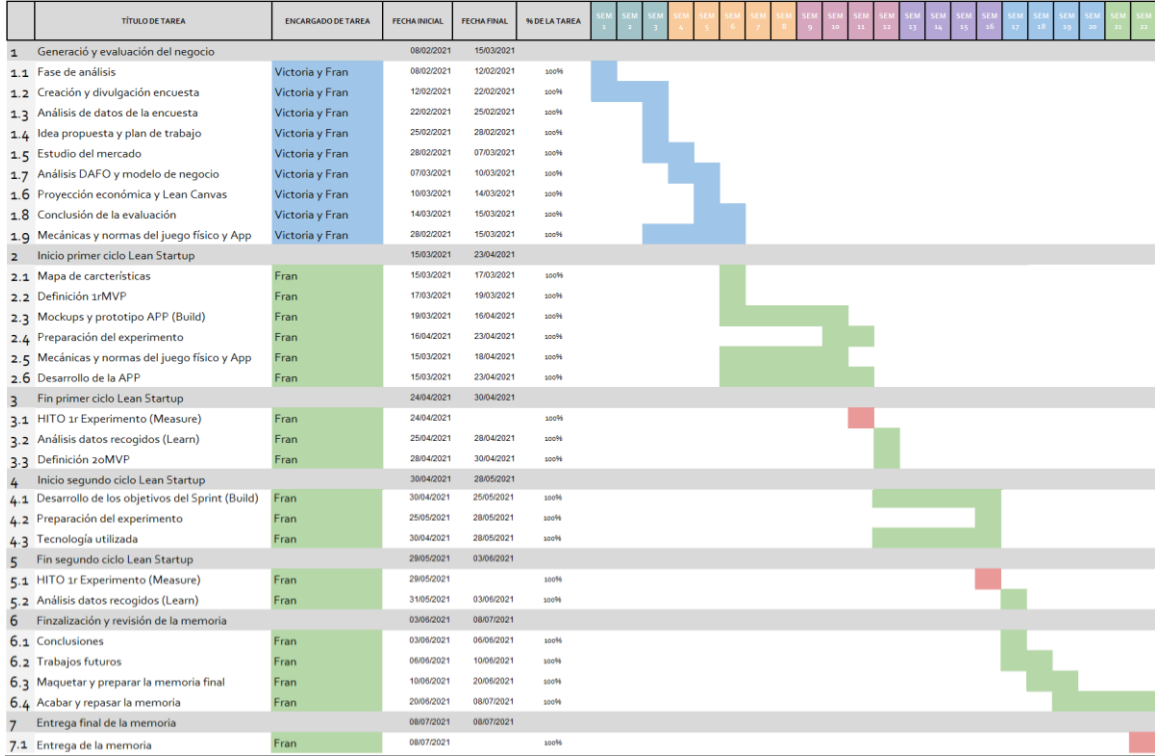 TÍTULO DE TAREA ENCARGADO DE TAREA FECHA INICIAL FECHA FINAL % DE LA TAREA SEM 1 SEM 2 SEM 3 SEM 4 SEM 5 SEM 6 SEM 7 SEM 8 SEM 9 SEM 10 SEM 11 SEM 12 SEM 13 SEM 14 SEM 15 SEM 16 SEM 17 SEM 18 SEM 19 SEM 20 SEM 21 SEM 22
1 Generació y evaluación del negocio 08/02/2021 15/03/2021
1.1 Fase de análisis Victoria y Fran 08/02/2021 12/02/2021 100%
1.2 Creación y divulgación encuesta Victoria y Fran 12/02/2021 22/02/2021 100%
1.3 Análisis de datos de la encuesta Victoria y Fran 22/02/2021 25/02/2021 100%
1.4 Idea propuesta y plan de trabajo Victoria y Fran 25/02/2021 28/02/2021 100%
1.5 Estudio del mercado Victoria y Fran 28/02/2021 07/03/2021 100%
1.7 Análisis DAFO y modelo de negocio Victoria y Fran 07/03/2021 10/03/2021 100%
1.6 Proyección económica y Lean Canvas Victoria y Fran 10/03/2021 14/03/2021 100%
1.8 Conclusión de la evaluación Victoria y Fran 14/03/2021 15/03/2021 100%
1.9 Mecánicas y normas del juego físico y App Victoria y Fran 28/02/2021 15/03/2021 100%
2 Inicio primer ciclo Lean Startup 15/03/2021 23/04/2021
2.1 Mapa de carcterísticas Fran 15/03/2021 17/03/2021 100%
2.2 Definición 1rMVP Fran 17/03/2021 19/03/2021 100%
2.3 Mockups y prototipo APP (Build) Fran 19/03/2021 16/04/2021 100%
2.4 Preparación del experimento Fran 16/04/2021 23/04/2021 100%
2.5 Mecánicas y normas del juego físico y App Fran 15/03/2021 18/04/2021 100%
2.6 Desarrollo de la APP Fran 15/03/2021 23/04/2021 100%
3 Fin primer ciclo Lean Startup 24/04/2021 30/04/2021
3.1 HITO 1r Experimento (Measure) Fran 24/04/2021 100%
3.2 Análisis datos recogidos (Learn) Fran 25/04/2021 28/04/2021 100%
3.3 Definición 2oMVP Fran 28/04/2021 30/04/2021 100%
4 Inicio segundo ciclo Lean Startup 30/04/2021 28/05/2021
4.1 Desarrollo de los objetivos del Sprint (Build) Fran 30/04/2021 25/05/2021 100%
4.2 Preparación del experimento Fran 25/05/2021 28/05/2021 100%
4.3 Tecnología utilizada Fran 30/04/2021 28/05/2021 100%
5 Fin segundo ciclo Lean Startup 29/05/2021 03/06/2021
5.1 HITO 1r Experimento (Measure) Fran 29/05/2021 100%
5.2 Análisis datos recogidos (Learn) Fran 31/05/2021 03/06/2021 100%
6 Finzalización y revisión de la memoria 03/06/2021 08/07/2021
6.1 Conclusiones Fran 03/06/2021 06/06/2021 100%
6.2 Trabajos futuros Fran 06/06/2021 10/06/2021 100%
6.3 Maquetar y preparar la memoria final Fran 10/06/2021 20/06/2021 100%
6.4 Acabar y repasar la memoria Fran 20/06/2021 08/07/2021 100%
7 Entrega final de la memoria 08/07/2021 08/07/2021
7.1 Entrega de la memoria Fran 08/07/2021 100%